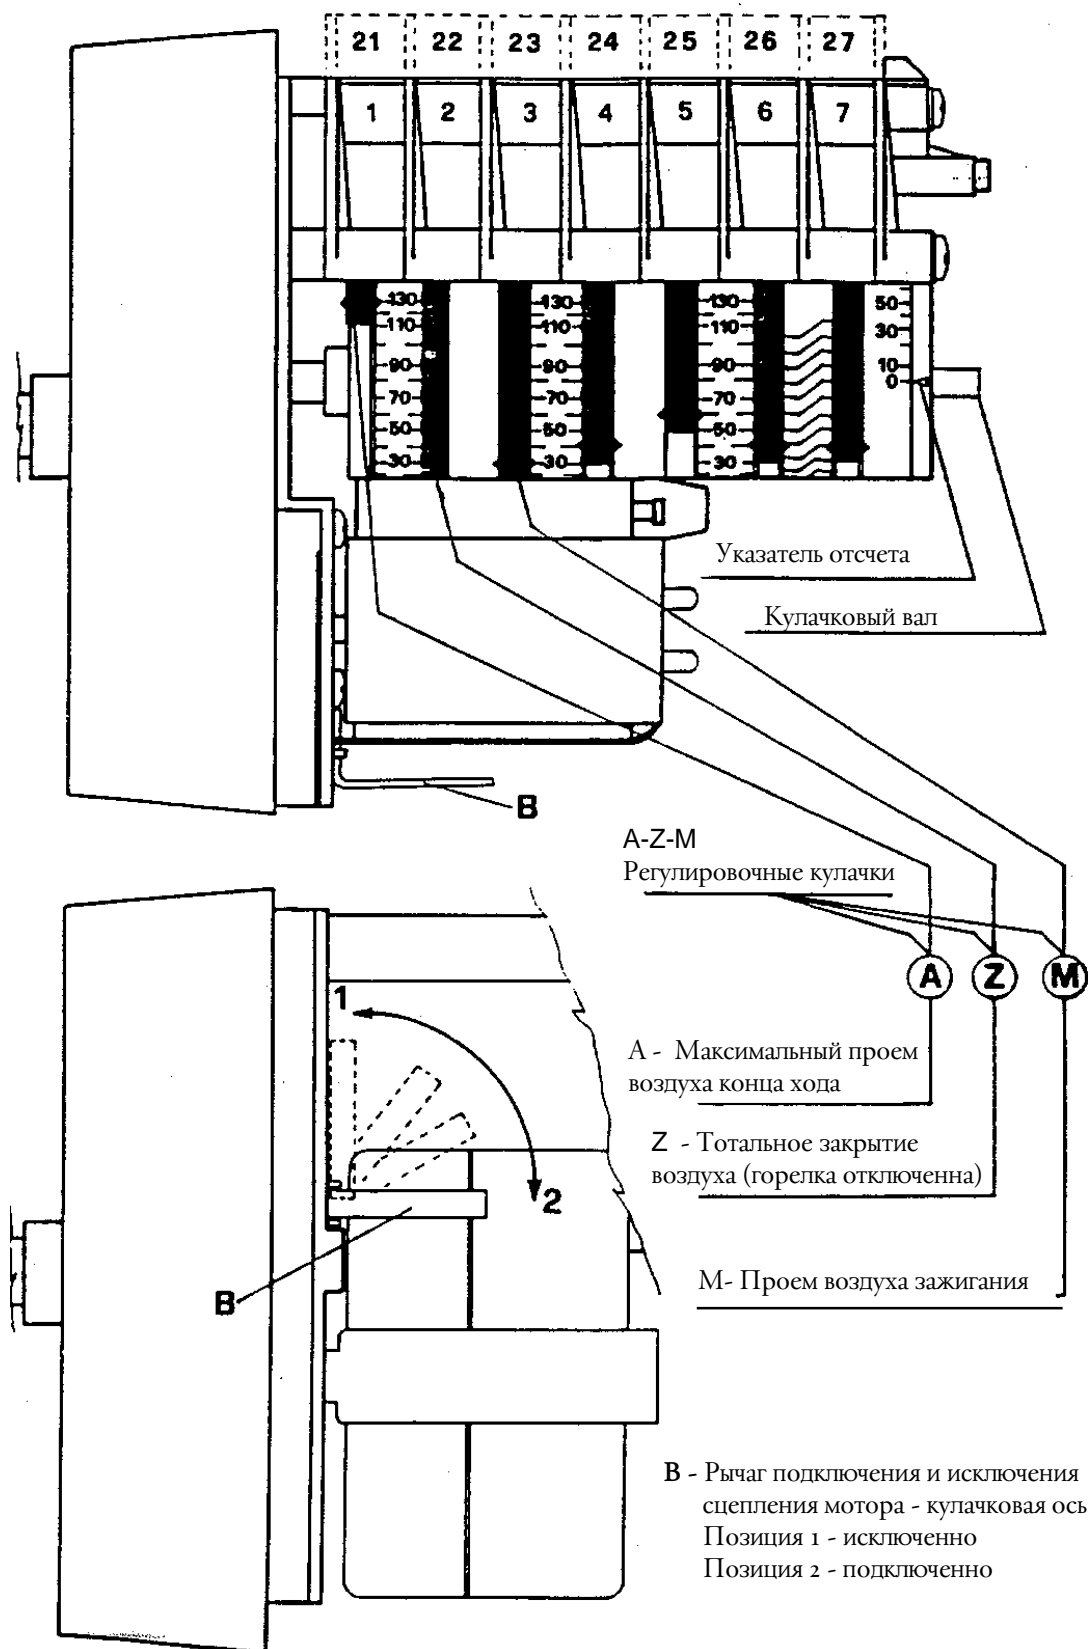 21 22 23 24 25 26 27
1 2 3 4 5 6 7
130 130 130 50
110 110 110 30
90 90 90 10
0
70 70 70
50 50 50
30 30 30
Указатель отсчета
Кулачковый вал
B
A-Z-M
Регулировочные кулачки
A Z M
1
2
B
A - Максимальный проем
воздуха конца хода
Z - Тотальное закрытие
воздуха (горелка отключенна)
M- Проем воздуха зажигания
B - Рычаг подключения и исключения
сцепления мотора - кулачковая ось
Позиция 1 - исключенно
Позиция 2 - подключенно